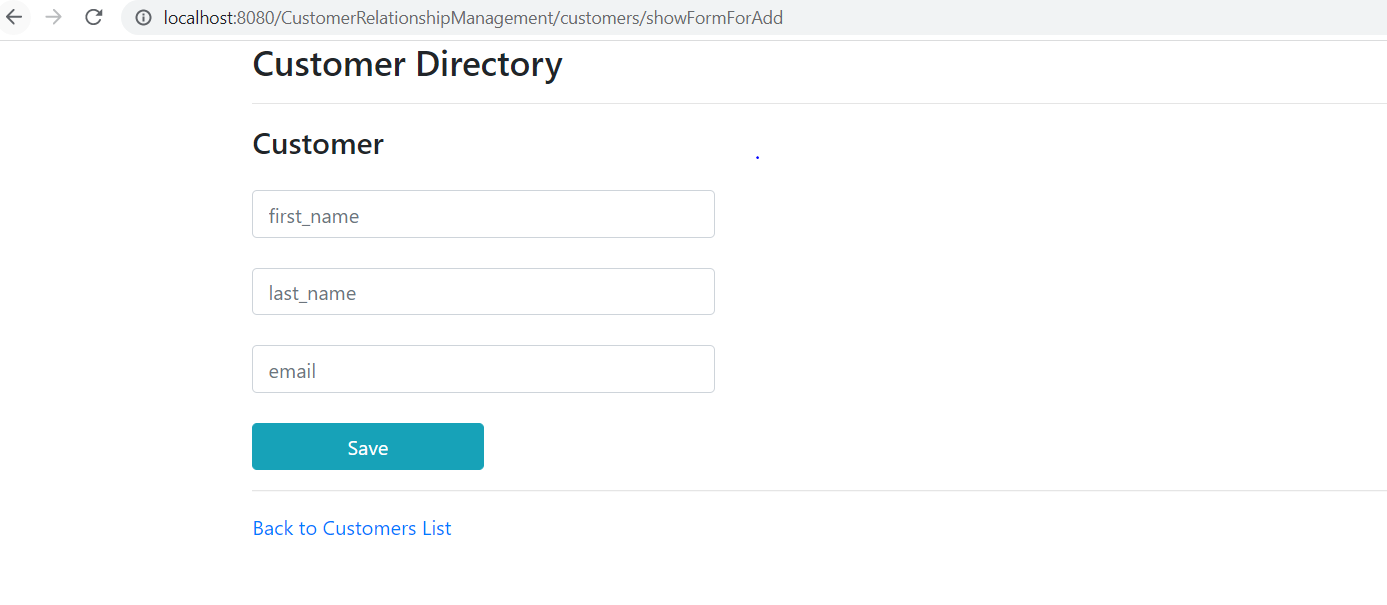 localhost:8080/CustomerRelationshipManagement/customers/showFormForAdd
Customer Directory
Customer
first_name
last_name
email
Save
Back to Customers List